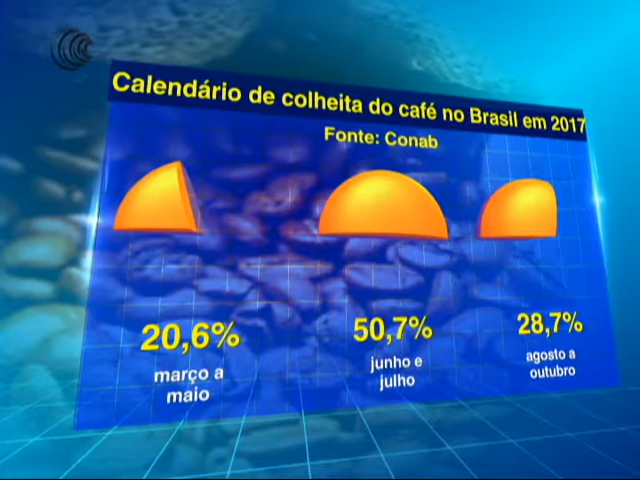 Calendário de colheita do café no Brasil em 2017
Fonte: Conab
20,6%
março a
maio
50,7%
junho e
julho
28,7%
agosto a
outubro